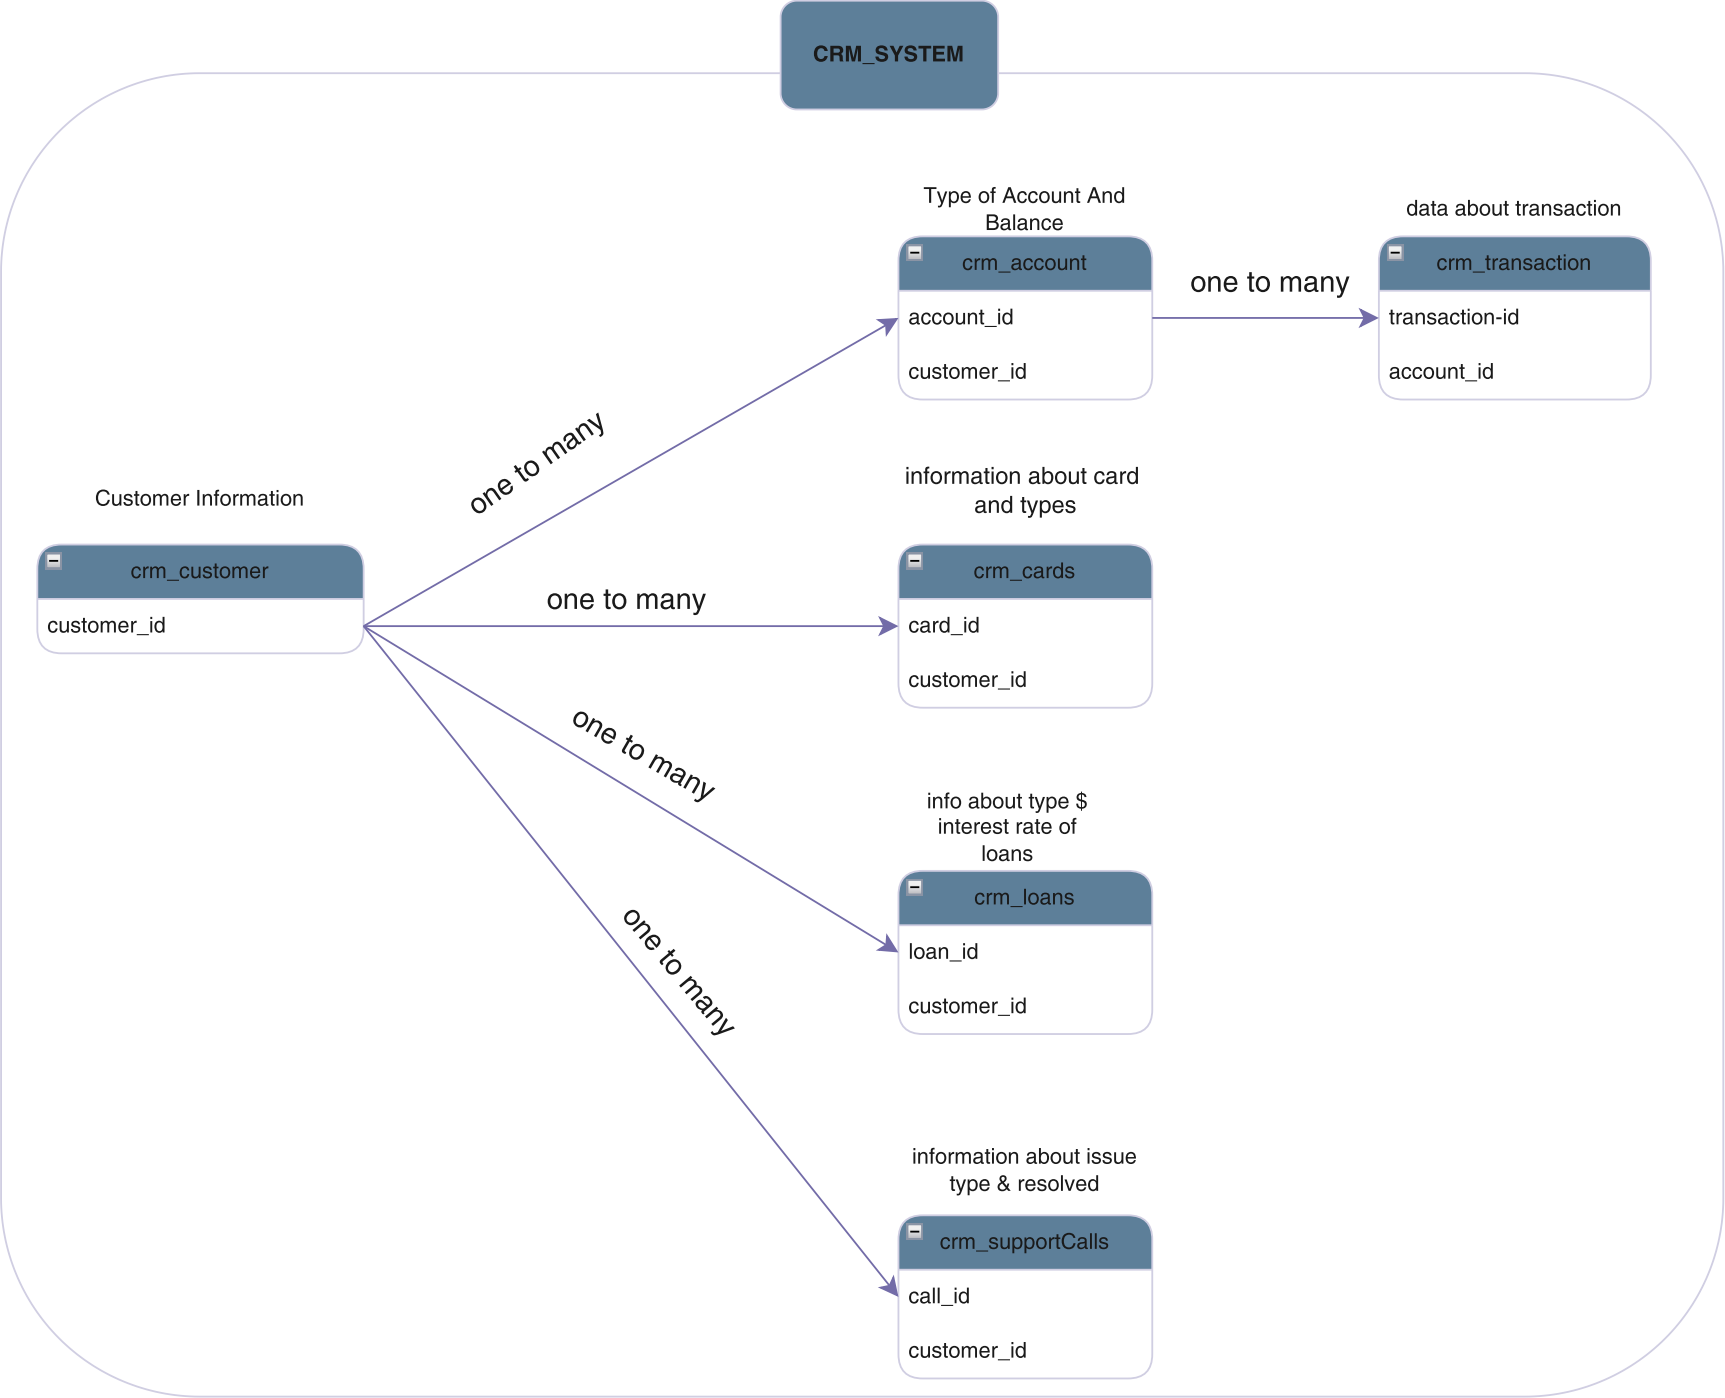 CRM_SYSTEM
Type of Account And
Balance
crm_account
account_id
customer_id
one to many
data about transaction
crm_transaction
transaction-id
account_id
one to many
Customer Information
crm_customer
customer_id
one to many
information about card
and types
crm_cards
card_id
customer_id
one to many
info about type $
interest rate of
loans
crm_loans
loan_id
customer_id
one to many
information about issue
type & resolved
crm_supportCalls
call_id
customer_id